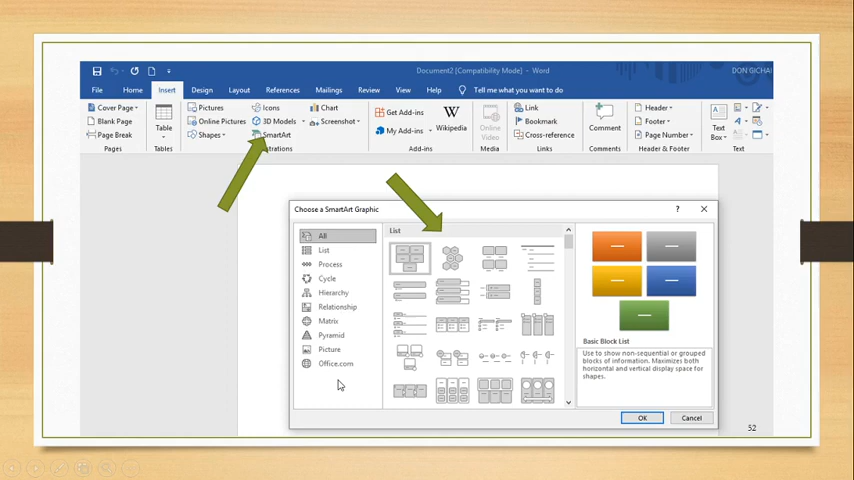 Document2 [Compatibility Mode] - Word
DON GICHA
File Home Insert Design Layout References Mailings Review View Help Tell me what you want to do
Cover Page
Blank Page
Page Break
Pages
Table
Tables
Pictures
Online Pictures
Shapes
Icons
3D Models
SmartArt
Chart
Screenshot
strations
Get Add-ins
My Add-ins
Wikipedia
Add-ins
Online
Video
Media
Link
Bookmark
Cross-reference
Links
Comment
Comments
Header
Footer
Page Number
Header & Footer
Text
Box
Text
Choose a SmartArt Graphic
All
List
Process
Cycle
Hierarchy
Relationship
Matrix
Pyramid
Picture
Office.com
List
Basic Block List
Use to show non-sequential or grouped
blocks of information. Maximizes both
horizontal and vertical display space for
shapes.
OK
Cancel
52